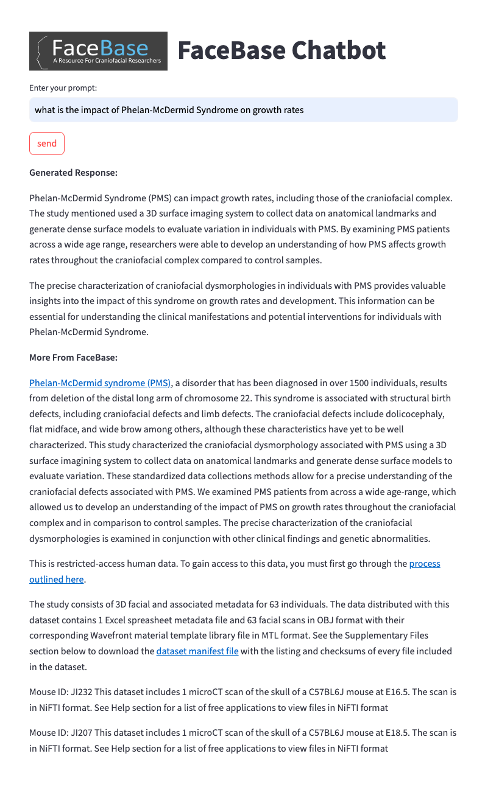 FaceBase
A Resource For Craniofacial Researchers
FaceBase Chatbot
Enter your prompt:
what is the impact of Phelan-McDermid Syndrome on growth rates
send
Generated Response:
Phelan-McDermid Syndrome (PMS) can impact growth rates, including those of the craniofacial complex.
The study mentioned used a 3D surface imaging system to collect data on anatomical landmarks and
generate dense surface models to evaluate variation in individuals with PMS. By examining PMS patients
across a wide age range, researchers were able to develop an understanding of how PMS affects growth
rates throughout the craniofacial complex compared to control samples.
The precise characterization of craniofacial dysmorphologies in individuals with PMS provides valuable
insights into the impact of this syndrome on growth rates and development. This information can be
essential for understanding the clinical manifestations and potential interventions for individuals with
Phelan-McDermid Syndrome.
More From FaceBase:
Phelan-McDermid syndrome (PMS), a disorder that has been diagnosed in over 1500 individuals, results
from deletion of the distal long arm of chromosome 22. This syndrome is associated with structural birth
defects, including craniofacial defects and limb defects. The craniofacial defects include dolicocephaly,
flat midface, and wide brow among others, although these characteristics have yet to be well
characterized. This study characterized the craniofacial dysmorphology associated with PMS using a 3D
surface imagining system to collect data on anatomical landmarks and generate dense surface models to
evaluate variation. These standardized data collections methods allow for a precise understanding of the
craniofacial defects associated with PMS. We examined PMS patients from across a wide age-range, which
allowed us to develop an understanding of the impact of PMS on growth rates throughout the craniofacial
complex and in comparison to control samples. The precise characterization of the craniofacial
dysmorphologies is examined in conjunction with other clinical findings and genetic abnormalities.
This is restricted-access human data. To gain access to this data, you must first go through the process
outlined here.
The study consists of 3D facial and associated metadata for 63 individuals. The data distributed with this
dataset contains 1 Excel spreasheet metadata file and 63 facial scans in OBJ format with their
corresponding Wavefront material template library file in MTL format. See the Supplementary Files
section below to download the dataset manifest file with the listing and checksums of every file included
in the dataset.
Mouse ID: JI232 This dataset includes 1 microCT scan of the skull of a C57BL6J mouse at E16.5. The scan is
in NiFTI format. See Help section for a list of free applications to view files in NiFTI format
Mouse ID: JI207 This dataset includes 1 microCT scan of the skull of a C57BL6J mouse at E18.5. The scan is
in NiFTI format. See Help section for a list of free applications to view files in NiFTI format